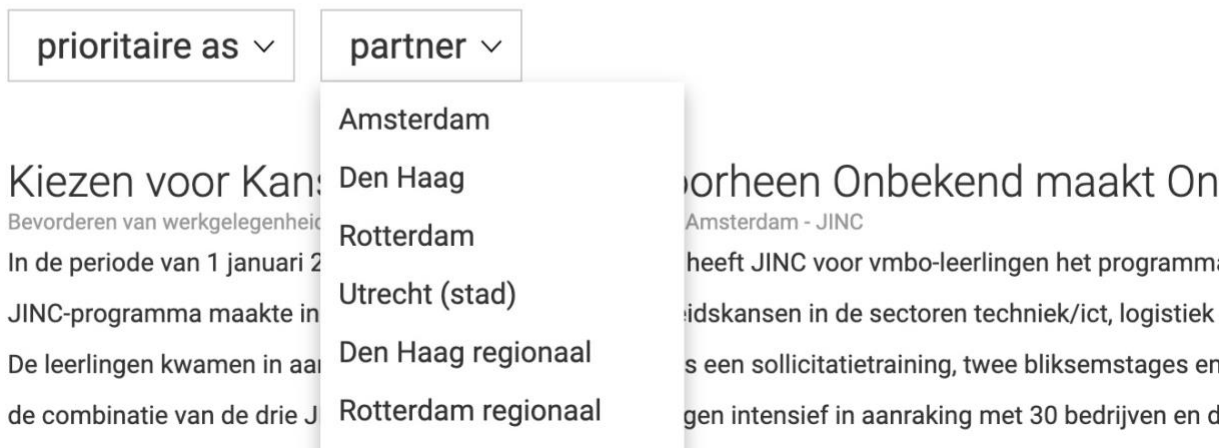 prioritaire as
partner
Amsterdam
Den Haag
Rotterdam
Utrecht (stad)
Den Haag regionaal
Rotterdam regionaal
Kiezen voor Kans orheen Onbekend maakt On
Bevorderen van werkgelegenheid Amsterdam - JINC
In de periode van 1 januari 2 heeft JINC voor vmbo-leerlingen het programma
JINC-programma maakte in idskansen in de sectoren techniek/ict, logistiek
De leerlingen kwamen in aan s een sollicitatietraining, twee bliksemstages en
de combinatie van de drie J gen intensief in aanraking met 30 bedrijven en d